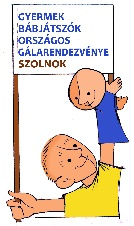 GYERMEK
BÁBJÁTSZÓK
ORSZÁGOS
GÁLARENDEZVÉNYE
SZOLNOK